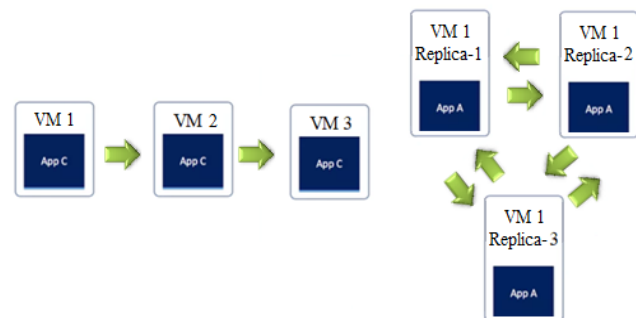 VM 1
App C
VM 2
App C
VM 3
App C
VM 1
Replica-1
App A
VM 1
Replica-2
App A
VM 1
Replica-3
App A